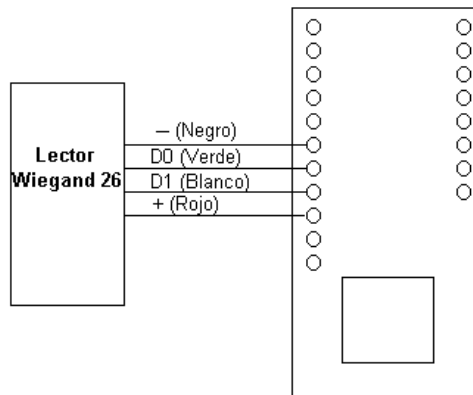 Lector
Wiegand 26
– (Negro)
D0 (Verde)
D1 (Blanco)
+ (Rojo)